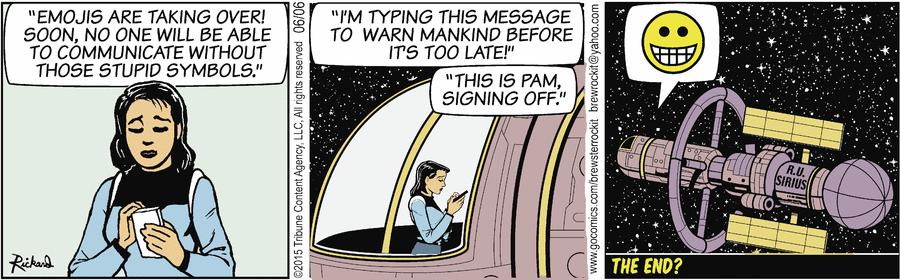 "EMOJIS ARE TAKING OVER!
SOON, NO ONE WILL BE ABLE
TO COMMUNICATE WITHOUT
THOSE STUPID SYMBOLS."
Rickard
©2015 Tribune Content Agency, LLC. All rights reserved 06/06
"I'M TYPING THIS MESSAGE
TO WARN MANKIND BEFORE
IT'S TOO LATE!"
"THIS IS PAM,
SIGNING OFF."
www.gocomics.com/brewsterrockit brewrockit@yahoo.com
R.U.
SIRIUS
THE END?